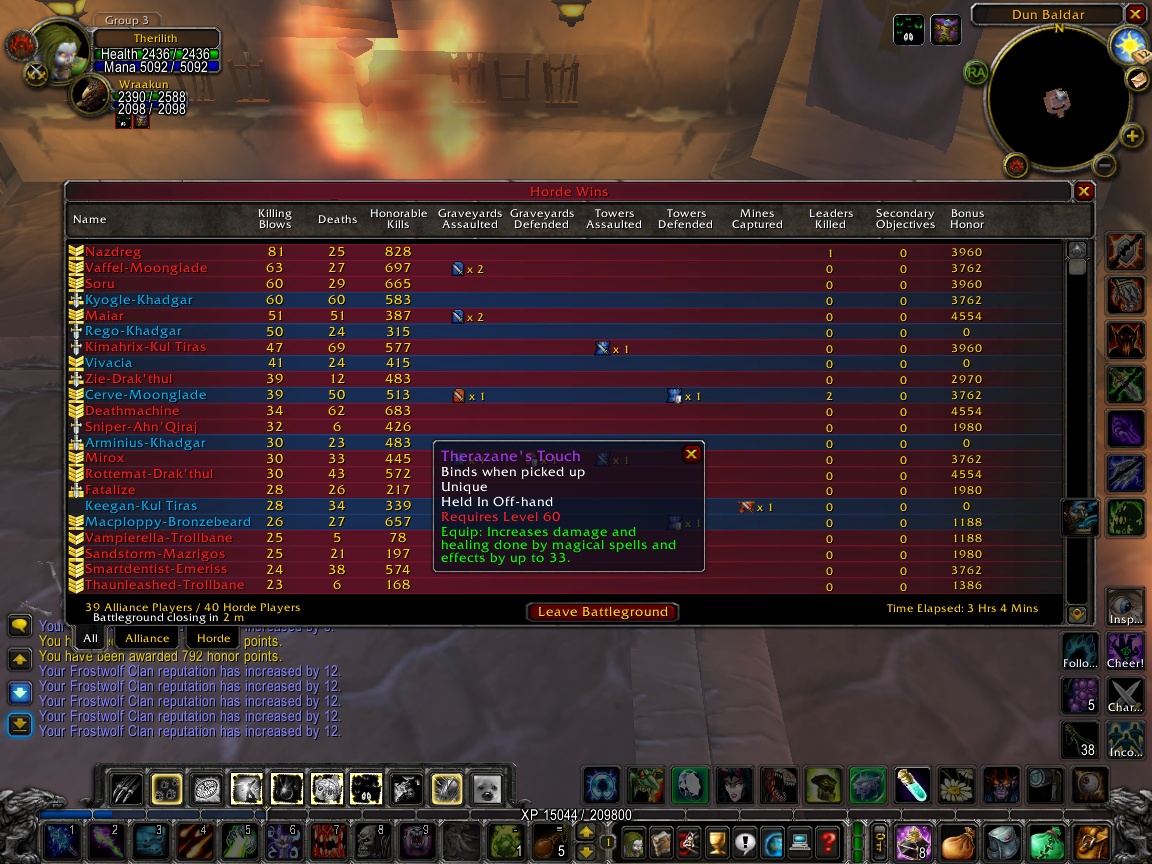 Group 3
Therilith
Health 2436 / 2436
Mana 5092 / 5092
Wraakun
2390 / 2588
2098 / 2098
Dun Baldar
N
RA
Horde Wins
Name Killing Blows Deaths Honorable Kills Graveyards Assaulted Graveyards Defended Towers Assaulted Towers Defended Mines Captured Leaders Killed Secondary Objectives Bonus Honor
Nazdreg 81 25 828 1 0 3960
Vaffel-Moonglade 63 27 697 x 2 0 0 3762
Soru 60 29 665 0 0 3960
Kyogle-Khadgar 60 60 583 0 0 3762
Maiar 51 51 387 x 2 0 0 4554
Rego-Khadgar 50 24 315 0 0 0
Kimahrix-Kul Tiras 47 69 577 x 1 0 0 3960
Vivacia 41 24 415 0 0 0
Zie-Drak'thul 39 12 483 0 0 2970
Cerve-Moonglade 39 50 513 x 1 x 1 2 0 3762
Deathmachine 34 62 683 0 0 4554
Sniper-Ahn'Qiraj 32 6 426 0 0 1980
Arminius-Khadgar 30 23 483 0 0 0
Mirox 30 33 445 x 1 0 0 3762
Rottemat-Drak'thul 30 43 572 0 0 4554
Fatalize 28 26 217 0 0 1980
Keegan-Kul Tiras 28 34 339 x 1 0 0 0
Macploppy-Bronzebeard 26 27 657 x 1 0 0 1188
Vampierella-Trollbane 25 5 78 0 0 1188
Sandstorm-Mazrigos 25 21 197 0 0 1980
Smartdentist-Emeriss 24 38 574 0 0 3762
Thaunleashed-Trollbane 23 6 168 0 0 1386
Therazane's Touch
Binds when picked up
Unique
Held In Off-hand
Requires Level 60
Equip: Increases damage and
healing done by magical spells and
effects by up to 33.
39 Alliance Players / 40 Horde Players
Battleground closing in 2 m
Leave Battleground
Time Elapsed: 3 Hrs 4 Mins
All Alliance Horde
points.
You have been awarded 792 honor points.
Your Frostwolf Clan reputation has increased by 12.
Your Frostwolf Clan reputation has increased by 12.
Your Frostwolf Clan reputation has increased by 12.
Your Frostwolf Clan reputation has increased by 12.
Your Frostwolf Clan reputation has increased by 12.
Insp...
Follo... Cheer!
5 Char...
38 Inco...
XP 15044 / 209800
1 2 3 4 5 6 7 8 9 1 5 1 18